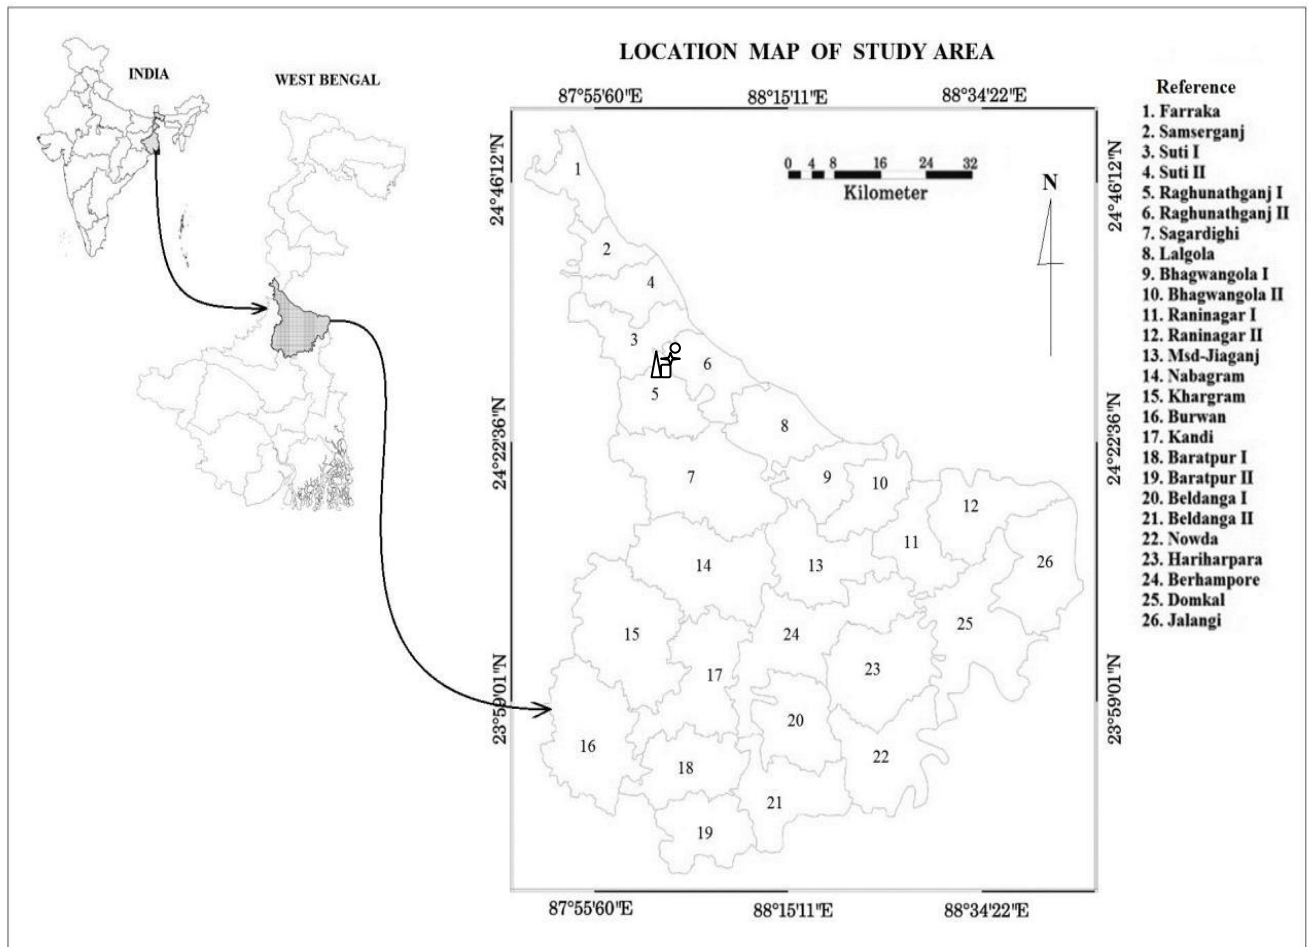 LOCATION MAP OF STUDY AREA
INDIA
WEST BENGAL
87°55'60"E 88°15'11"E 88°34'22"E
Reference
1. Farraka
2. Samserganj
3. Suti I
4. Suti II
5. Raghunathganj I
6. Raghunathganj II
7. Sagardighi
8. Lalgola
9. Bhagwangola I
10. Bhagwangola II
11. Raninagar I
12. Raninagar II
13. Msd-Jiaganj
14. Nabagram
15. Khargram
16. Burwan
17. Kandi
18. Baratpur I
19. Baratpur II
20. Beldanga I
21. Beldanga II
22. Nowda
23. Hariharpara
24. Berhampore
25. Domkal
26. Jalangi
0 4 8 16 24 32
Kilometer
N
24°46'12"N
24°46'12"N
24°22'36"N
24°22'36"N
23°59'01"N
23°59'01"N
1
2
4
3
6
5
8
7
9
10
12
11
26
14
13
25
15
24
23
17
20
16
22
18
21
19
87°55'60"E 88°15'11"E 88°34'22"E